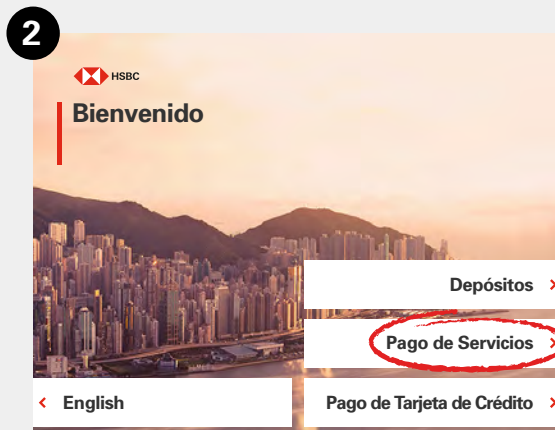 2
HSBC
Bienvenido
Depósitos
Pago de Servicios
English
Pago de Tarjeta de Crédito